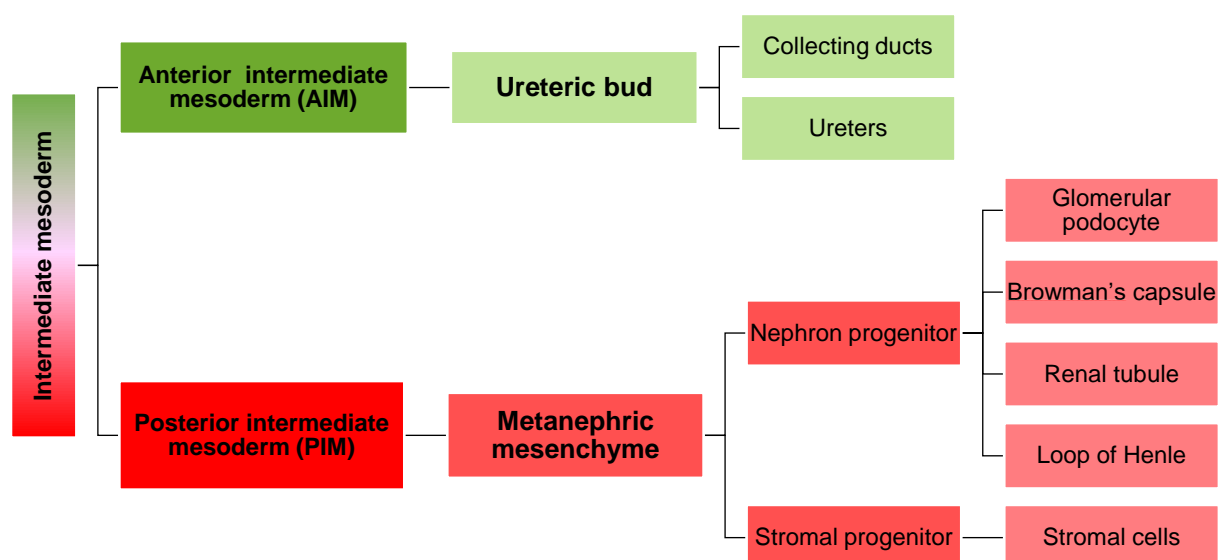 Intermediate mesoderm
Anterior intermediate
mesoderm (AIM)
Ureteric bud
Collecting ducts
Ureters
Posterior intermediate
mesoderm (PIM)
Metanephric
mesenchyme
Nephron progenitor
Glomerular
podocyte
Browman’s capsule
Renal tubule
Loop of Henle
Stromal progenitor
Stromal cells